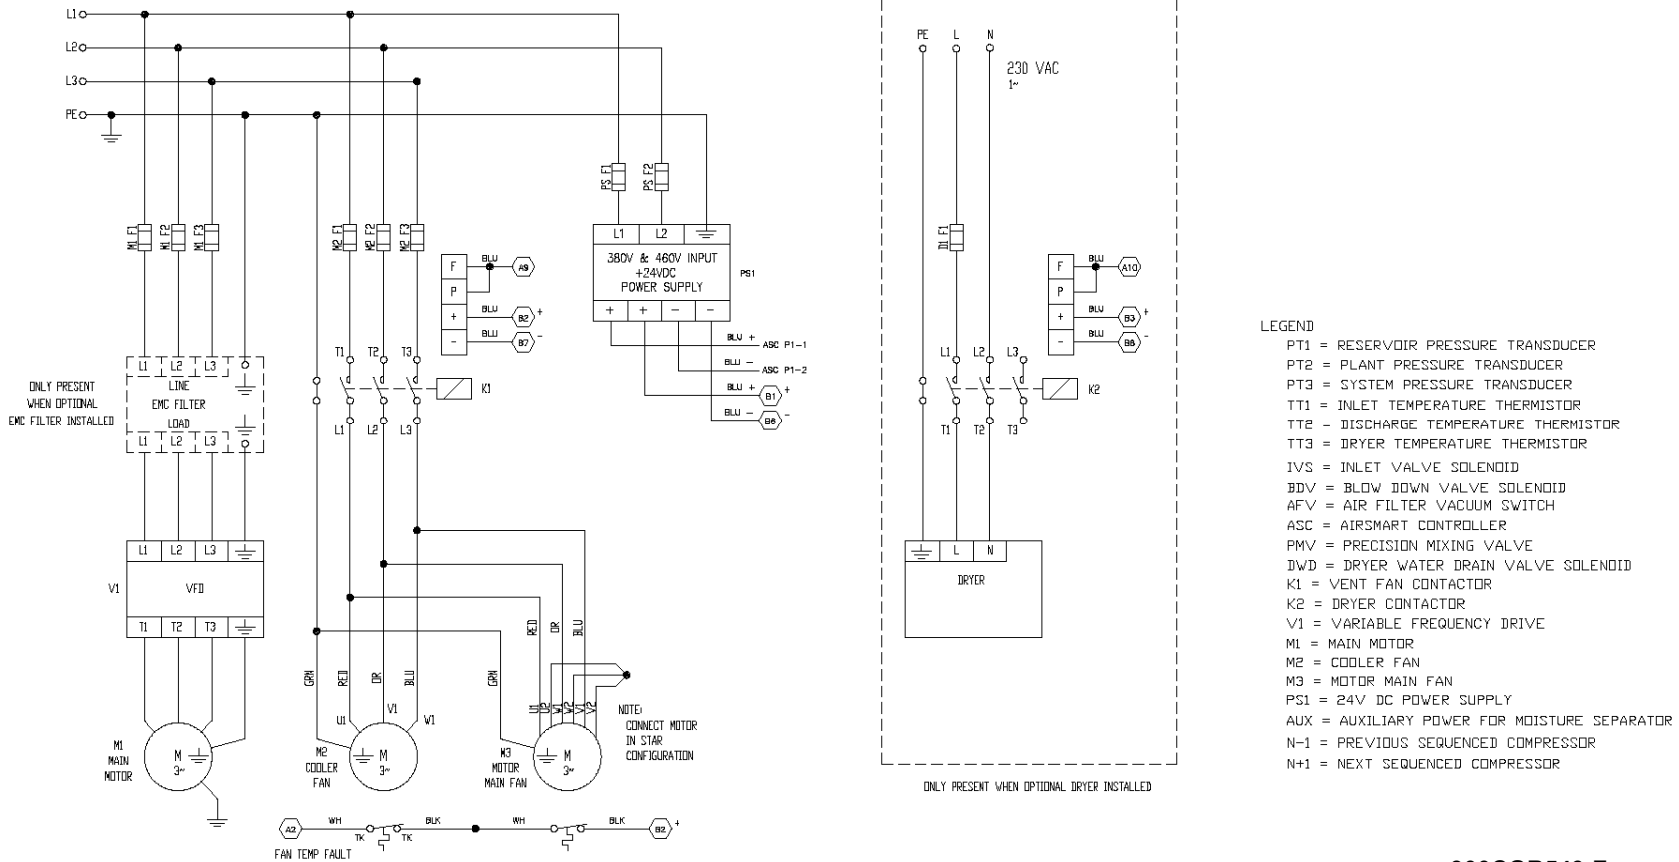 L1
L2
L3
PE
M1 F1
M1 F2
M1 F3
M2 F1
M2 F2
M2 F3
PS F1
PS F2
L1 L2
380V & 460V INPUT
+24VDC
POWER SUPPLY
+ + - -
PS1
F
P
+
-
BLU
A9
BLU
B2 +
BLU
B7 -
BLU + ASC P1-1
BLU - ASC P1-2
BLU + B1 +
BLU - B6 -
T1 T2 T3
K1
L1 L2 L3
ONLY PRESENT
WHEN OPTIONAL
EMC FILTER INSTALLED
L1 L2 L3
LINE
EMC FILTER
LOAD
L1 L2 L3
L1 L2 L3
V1
VFD
T1 T2 T3
RED
OR
BLU
GRN
RED
OR
BLU
GRN
U1
V1
W1
U1
U2
W1
W2
V1
V2
NOTE:
CONNECT MOTOR
IN STAR
CONFIGURATION
M1
MAIN
MOTOR
M
3~
M2
COOLER
FAN
M
3~
M3
MOTOR
MAIN FAN
M
3~
A2
WH
TK
TK
BLK
WH
BLK
B2 +
FAN TEMP FAULT
PE L N
230 VAC
1~
D1 F1
F
P
+
-
BLU
A10
BLU
B3 +
BLU
-
L1 L2 L3
K2
T1 T2 T3
L N
DRYER
ONLY PRESENT WHEN OPTIONAL DRYER INSTALLED
LEGEND
PT1 = RESERVOIR PRESSURE TRANSDUCER
PT2 = PLANT PRESSURE TRANSDUCER
PT3 = SYSTEM PRESSURE TRANSDUCER
TT1 = INLET TEMPERATURE THERMISTOR
TT2 - DISCHARGE TEMPERATURE THERMISTOR
TT3 = DRYER TEMPERATURE THERMISTOR
IVS = INLET VALVE SOLENOID
BDV = BLOW DOWN VALVE SOLENOID
AFV = AIR FILTER VACUUM SWITCH
ASC = AIRSMART CONTROLLER
PMV = PRECISION MIXING VALVE
DWD = DRYER WATER DRAIN VALVE SOLENOID
K1 = VENT FAN CONTACTOR
K2 = DRYER CONTACTOR
V1 = VARIABLE FREQUENCY DRIVE
M1 = MAIN MOTOR
M2 = COOLER FAN
M3 = MOTOR MAIN FAN
PS1 = 24V DC POWER SUPPLY
AUX = AUXILIARY POWER FOR MOISTURE SEPARATOR
N-1 = PREVIOUS SEQUENCED COMPRESSOR
N+1 = NEXT SEQUENCED COMPRESSOR